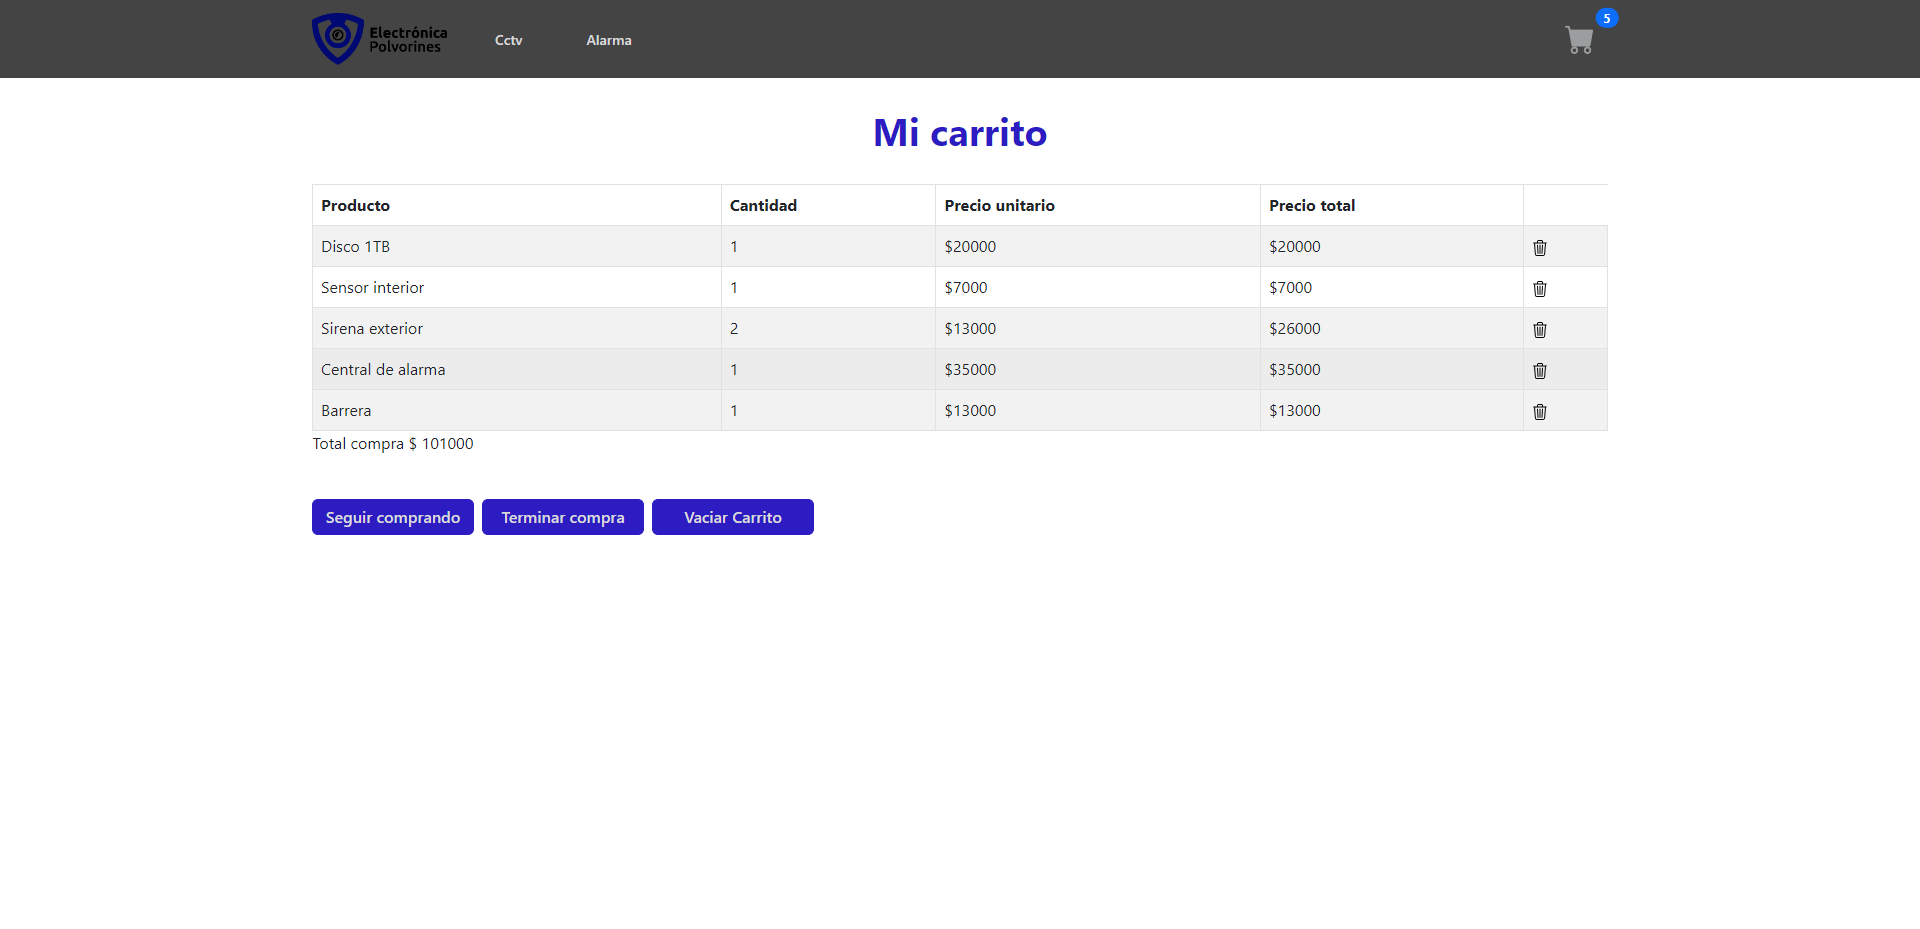 Electrónica
Polvorines
Cctv Alarma
5
Mi carrito
Producto Cantidad Precio unitario Precio total
Disco 1TB 1 $20000 $20000
Sensor interior 1 $7000 $7000
Sirena exterior 2 $13000 $26000
Central de alarma 1 $35000 $35000
Barrera 1 $13000 $13000
Total compra $ 101000
Seguir comprando Terminar compra Vaciar Carrito